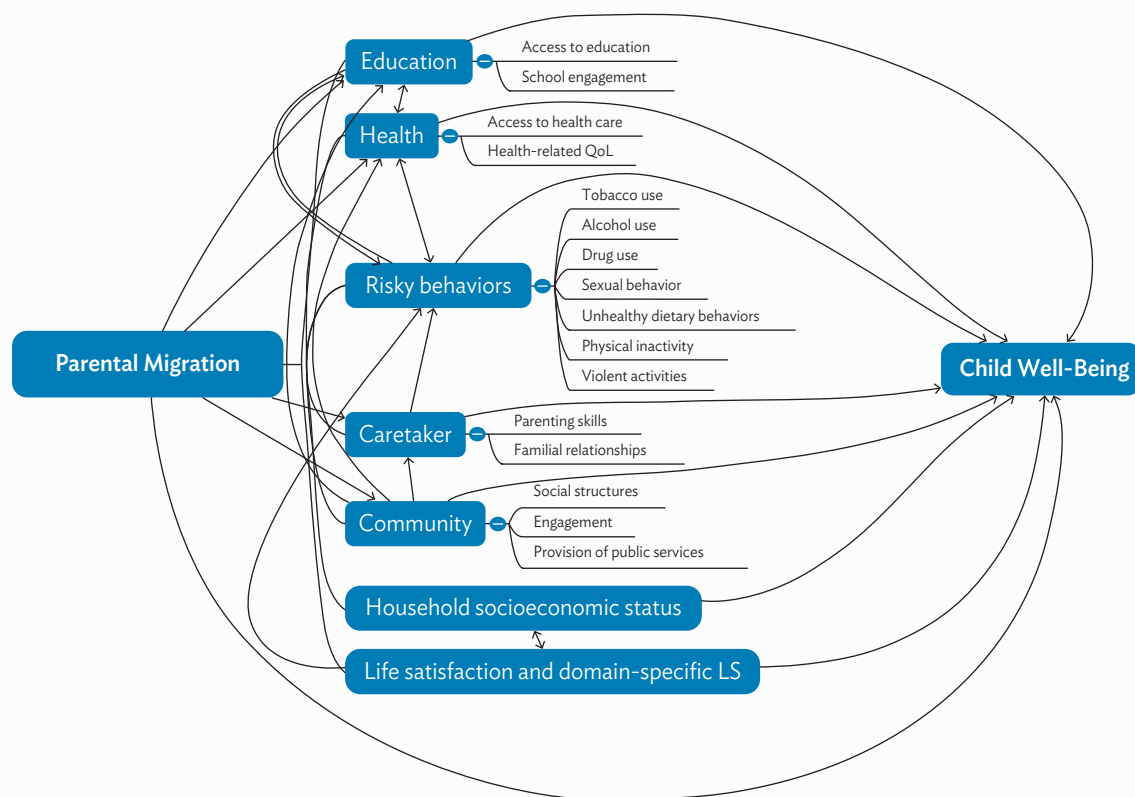 Education
Access to education
School engagement
Health
Access to health care
Health-related QoL
Risky behaviors
Tobacco use
Alcohol use
Drug use
Sexual behavior
Unhealthy dietary behaviors
Physical inactivity
Violent activities
Parental Migration
Child Well-Being
Caretaker
Parenting skills
Familial relationships
Community
Social structures
Engagement
Provision of public services
Household socioeconomic status
Life satisfaction and domain-specific LS